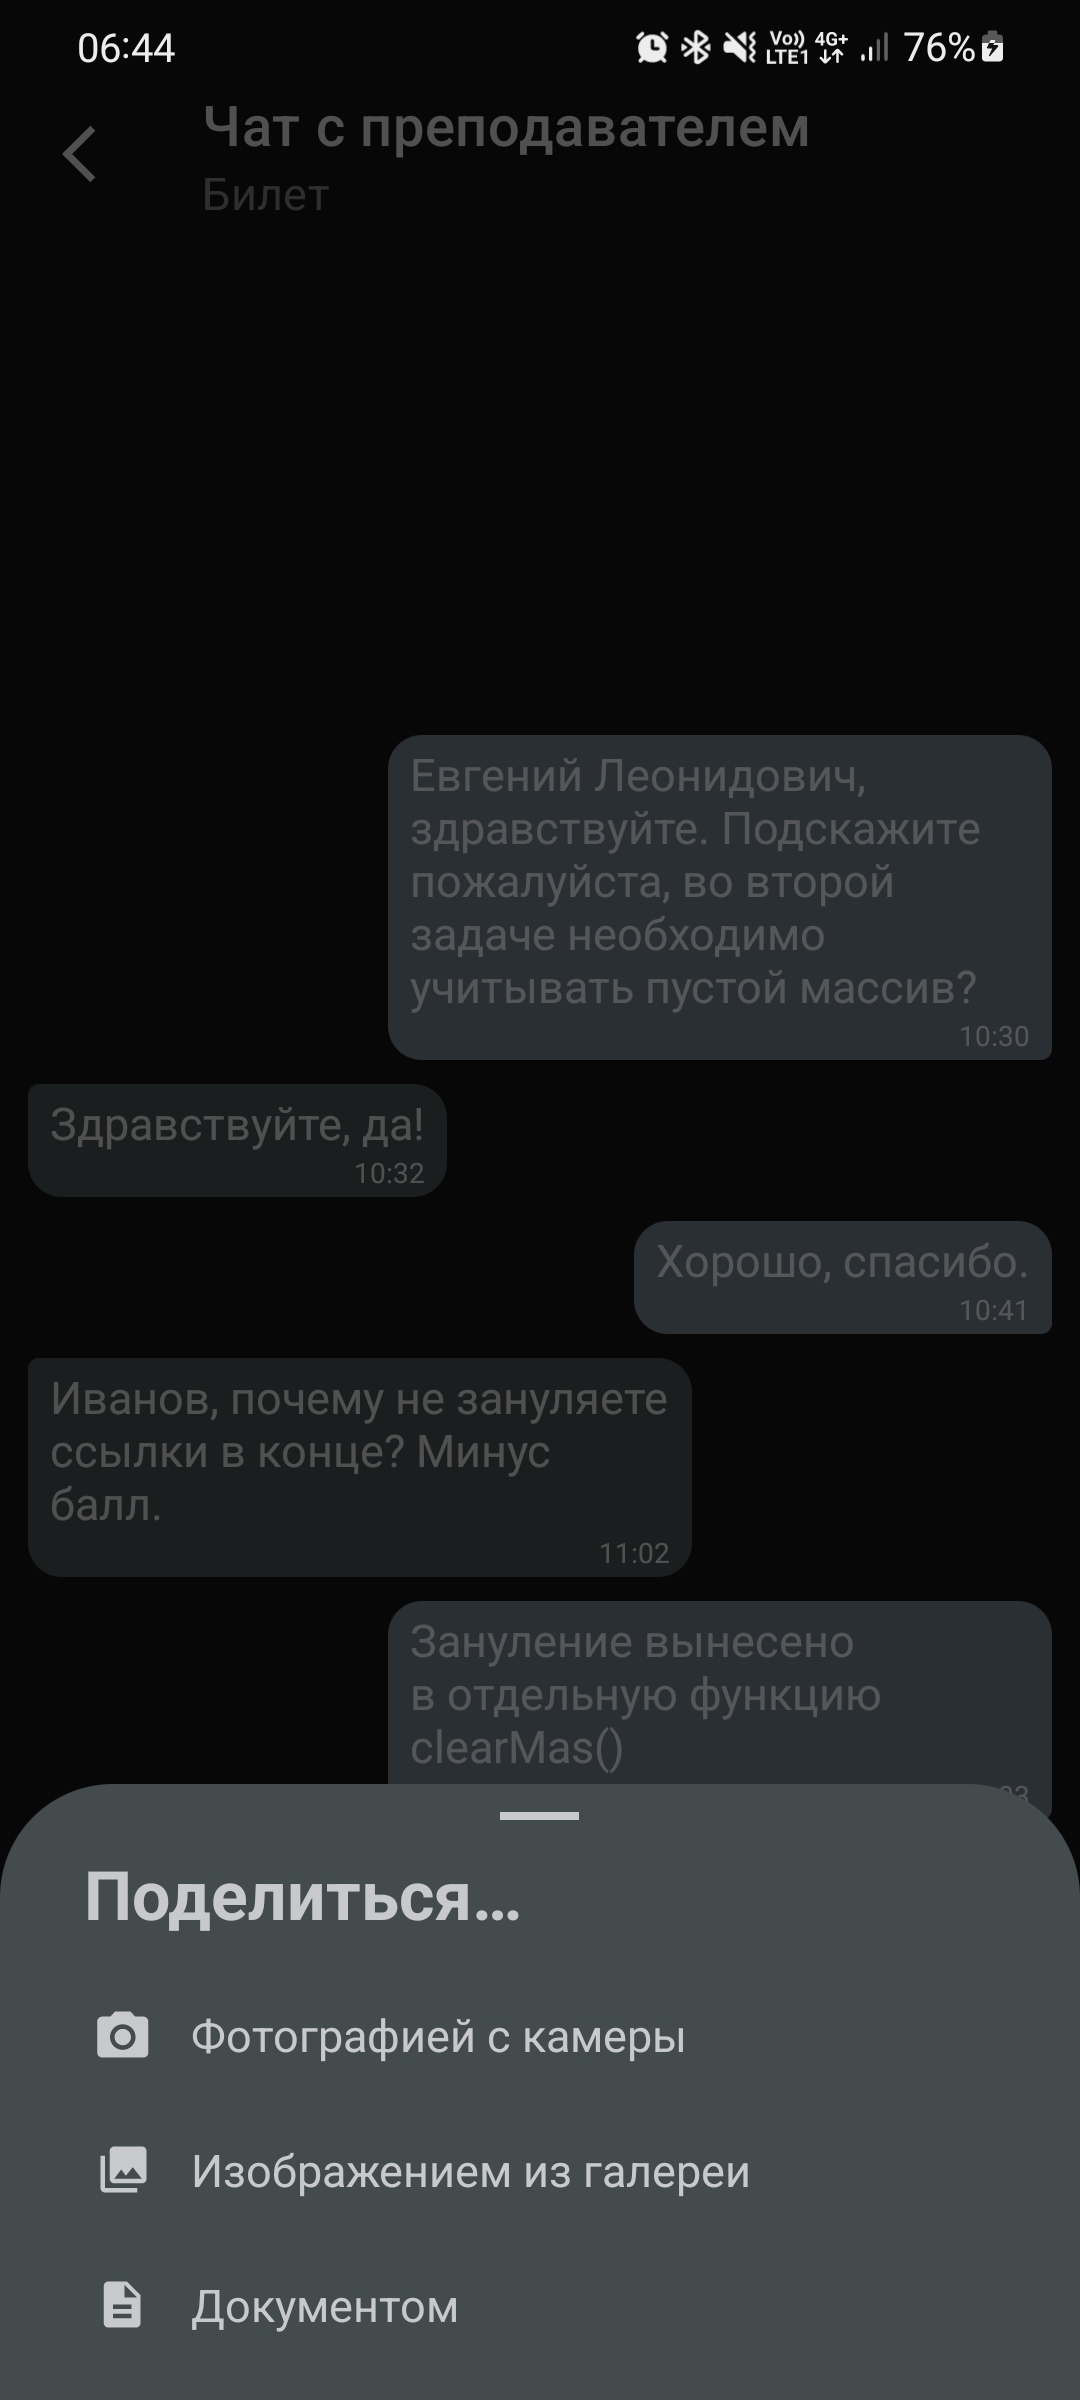 06:44
Vo)) LTE1 4G+ 76%
Чат с преподавателем
Билет
Евгений Леонидович,
здравствуйте. Подскажите
пожалуйста, во второй
задаче необходимо
учитывать пустой массив?
10:30
Здравствуйте, да!
10:32
Хорошо, спасибо.
10:41
Иванов, почему не зануляете
ссылки в конце? Минус
балл.
11:02
Зануление вынесено
в отдельную функцию
clearMas()
Поделиться…
Фотографией с камеры
Изображением из галереи
Документом